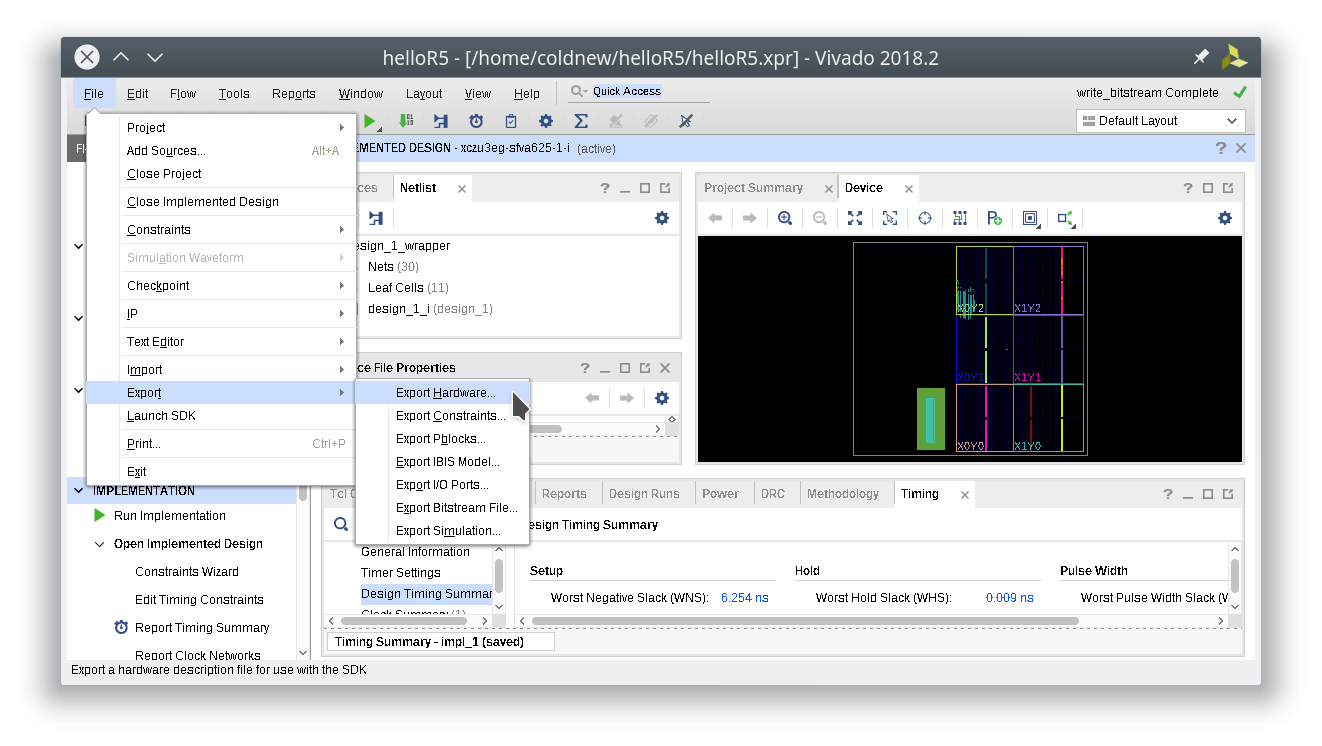 helloR5 - [/home/coldnew/helloR5/helloR5.xpr] - Vivado 2018.2
File Edit Flow Tools Reports Window Layout View Help Quick Access
write_bitstream Complete
Default Layout
IMPLEMENTED DESIGN - xczu3eg-sfva625-1-i (active)
Project
Add Sources... Alt+A
Close Project
Close Implemented Design
Constraints
Simulation Waveform
Checkpoint
IP
Text Editor
Import
Export
Launch SDK
Print... Ctrl+P
Exit
Export Hardware...
Export Constraints...
Export Pblocks...
Export IBIS Model...
Export I/O Ports...
Export Bitstream File...
Export Simulation...
Netlist
design_1_wrapper
Nets (30)
Leaf Cells (11)
design_1_i (design_1)
File Properties
Project Summary Device
X0Y2 X1Y2
X0Y1 X1Y1
X0Y0 X1Y0
IMPLEMENTATION
Run Implementation
Open Implemented Design
Constraints Wizard
Edit Timing Constraints
Report Timing Summary
Report Clock Networks
Tcl Reports Design Runs Power DRC Methodology Timing
Design Timing Summary
General Information
Timer Settings
Design Timing Summar
Clock Summary (1)
Setup Hold Pulse Width
Worst Negative Slack (WNS): 6.254 ns Worst Hold Slack (WHS): 0.009 ns Worst Pulse Width Slack
Timing Summary - impl_1 (saved)
Export a hardware description file for use with the SDK